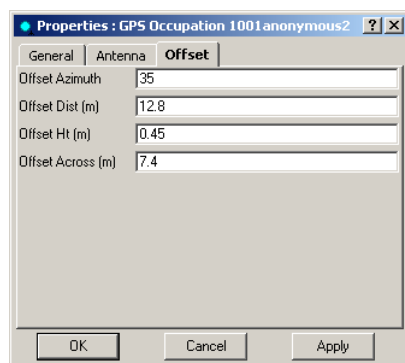 Properties : GPS Occupation 1001anonymous2 ? X
General Antenna Offset
Offset Azimuth 35
Offset Dist (m) 12.8
Offset Ht (m) 0.45
Offset Across (m) 7.4
OK Cancel Apply